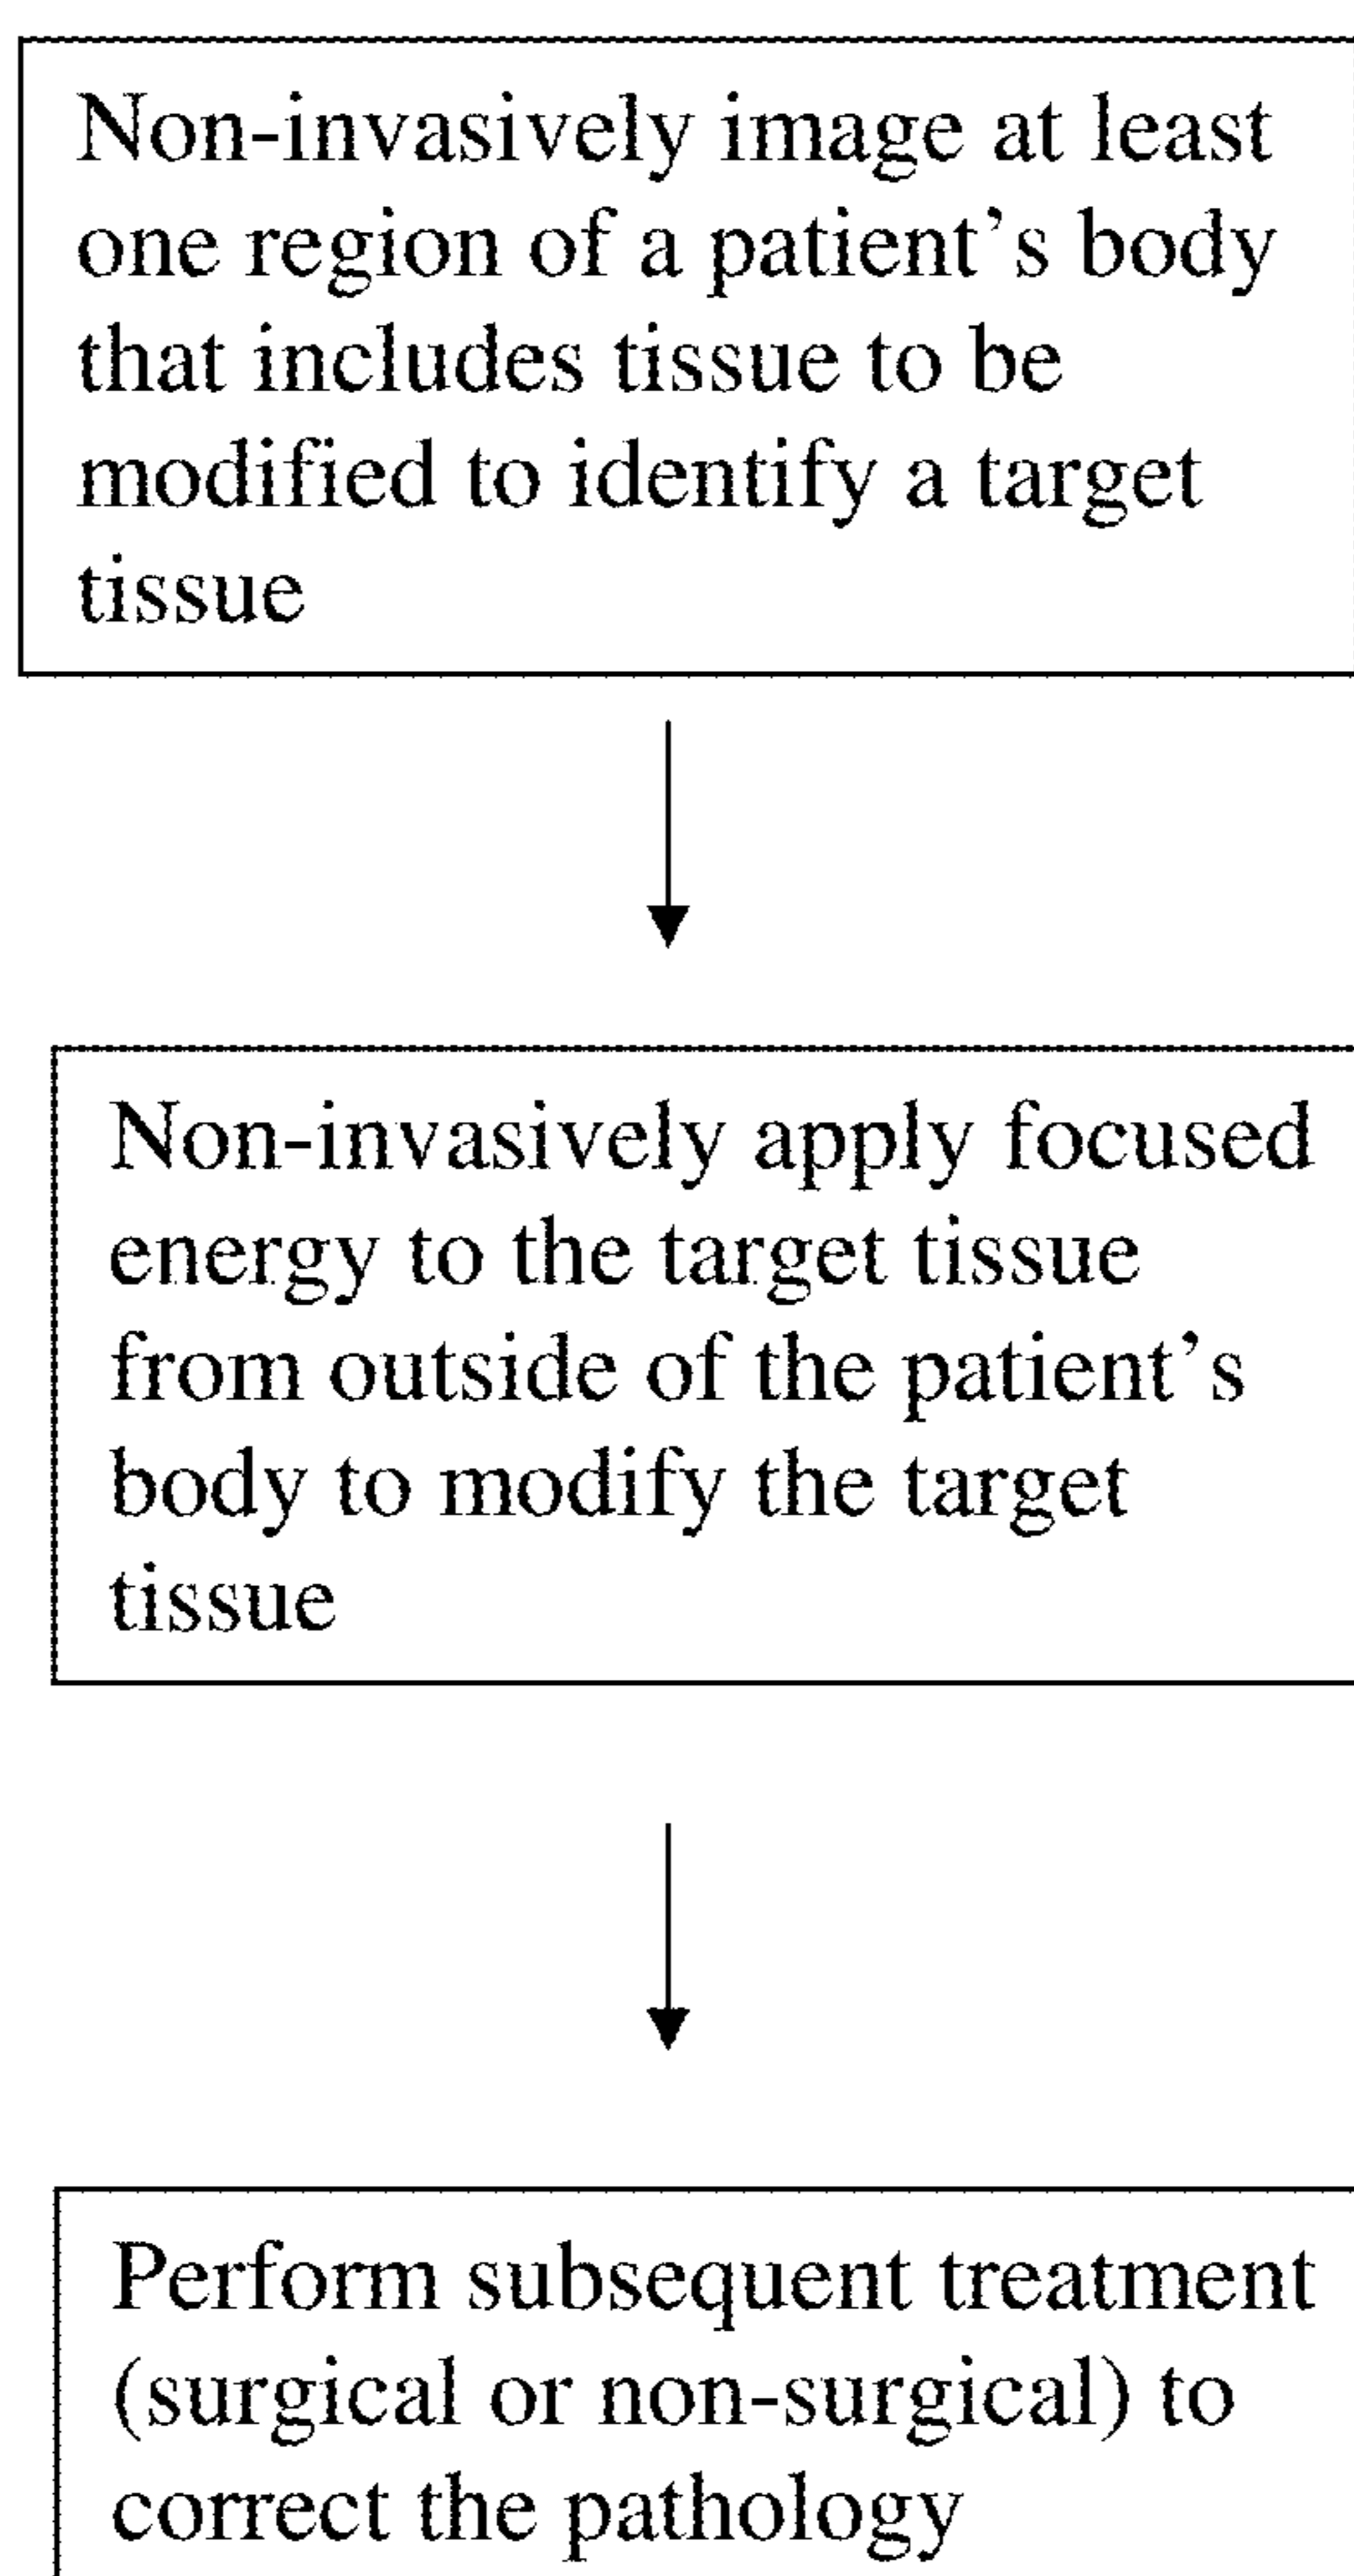 Non-invasively image at least
one region of a patient's body
that includes tissue to be
modified to identify a target
tissue
Non-invasively apply focused
energy to the target tissue
from outside of the patient's
body to modify the target
tissue
Perform subsequent treatment
(surgical or non-surgical) to
correct the pathology